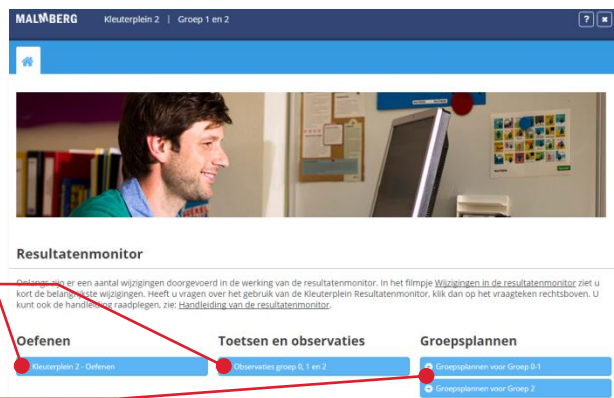 MALMBERG Kleuterplein 2 | Groep 1 en 2
Resultatenmonitor
Onlangs zijn er een aantal wijzigingen doorgevoerd in de werking van de resultatenmonitor. In het filmpje Wijzigingen in de resultatenmonitor ziet u
kort de belangrijkste wijzigingen. Heeft u vragen over het gebruik van de Kleuterplein Resultatenmonitor, klik dan op het vraagteken rechtsboven. U
kunt ook de handleiding raadplegen, zie: Handleiding van de resultatenmonitor.
Oefenen
Kleuterplein 2 - Oefenen
Toetsen en observaties
Observaties groep 0, 1 en 2
Groepsplannen
Groepsplannen voor Groep 0-1
Groepsplannen voor Groep 2